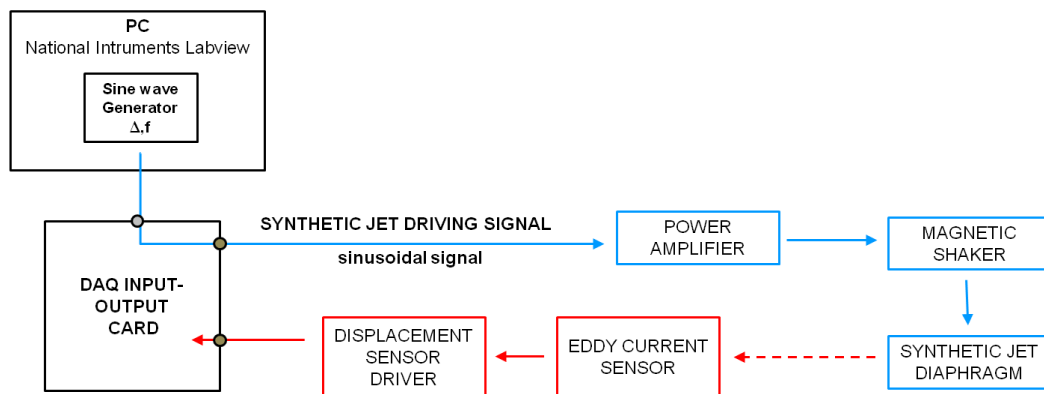 PC
National Intruments Labview
Sine wave
Generator
Δ,f
SYNTHETIC JET DRIVING SIGNAL
sinusoidal signal
POWER
AMPLIFIER
MAGNETIC
SHAKER
DAQ INPUT-
OUTPUT
CARD
DISPLACEMENT
SENSOR
DRIVER
EDDY CURRENT
SENSOR
SYNTHETIC JET
DIAPHRAGM